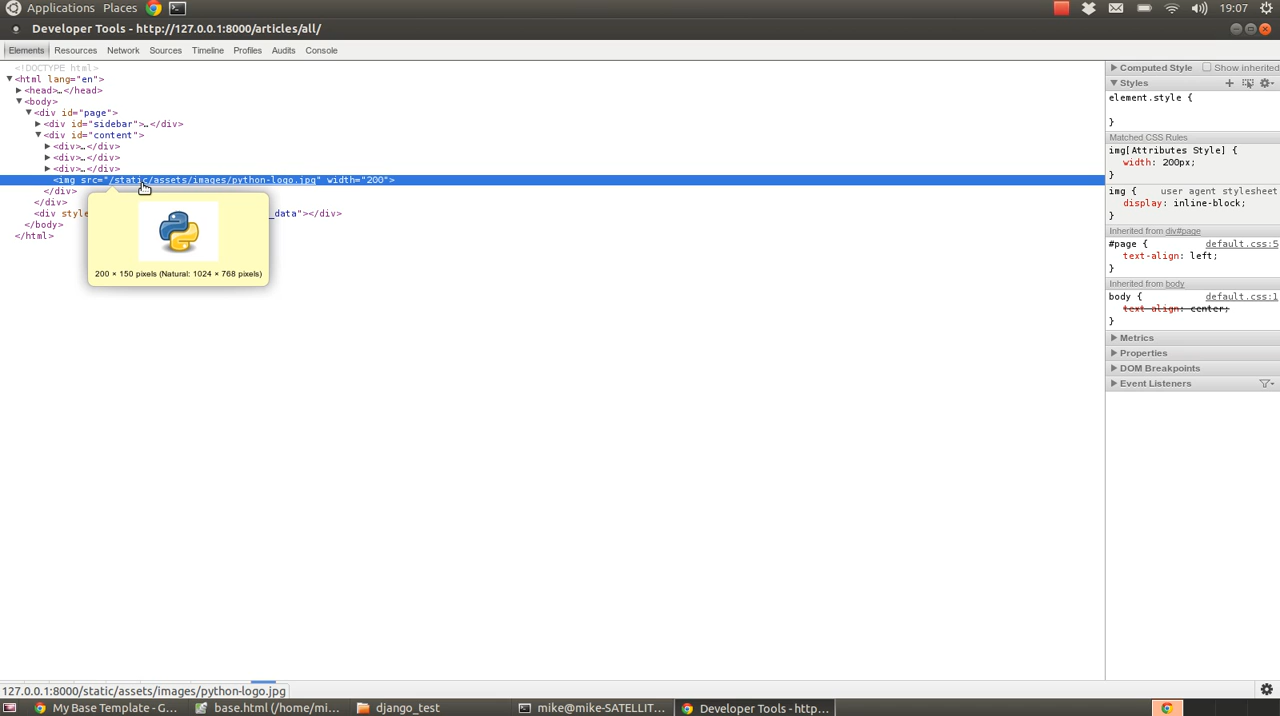 Applications Places 19:07
Developer Tools - http://127.0.0.1:8000/articles/all/
Elements Resources Network Sources Timeline Profiles Audits Console
<!DOCTYPE html>
<html lang="en">
<head>…</head>
<body>
<div id="page">
<div id="sidebar">…</div>
<div id="content">
<div>…</div>
<div>…</div>
<div>…</div>
<img src="/static/assets/images/python-logo.jpg" width="200">
</div>
</div>
<div style _data"></div>
</body>
</html>
200 × 150 pixels (Natural: 1024 × 768 pixels)
Computed Style Show inherited
Styles
element.style {
}
Matched CSS Rules
img[Attributes Style] {
width: 200px;
}
img { user agent stylesheet
display: inline-block;
}
Inherited from div#page
#page { default.css:5
text-align: left;
}
Inherited from body
body { default.css:1
text-align: center;
}
Metrics
Properties
DOM Breakpoints
Event Listeners
127.0.0.1:8000/static/assets/images/python-logo.jpg
My Base Template - G... base.html (/home/mi... django_test mike@mike-SATELLIT... Developer Tools - http...